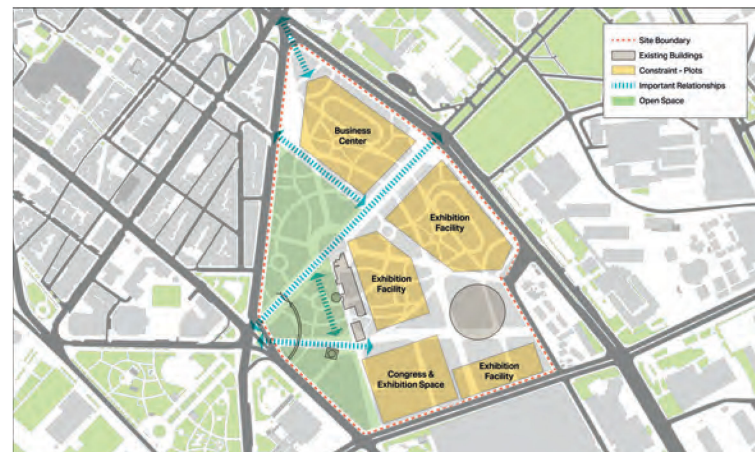 Site Boundary
Existing Buildings
Constraint - Plots
Important Relationships
Open Space
Business
Center
Exhibition
Facility
Exhibition
Facility
Congress &
Exhibition Space
Exhibition
Facility